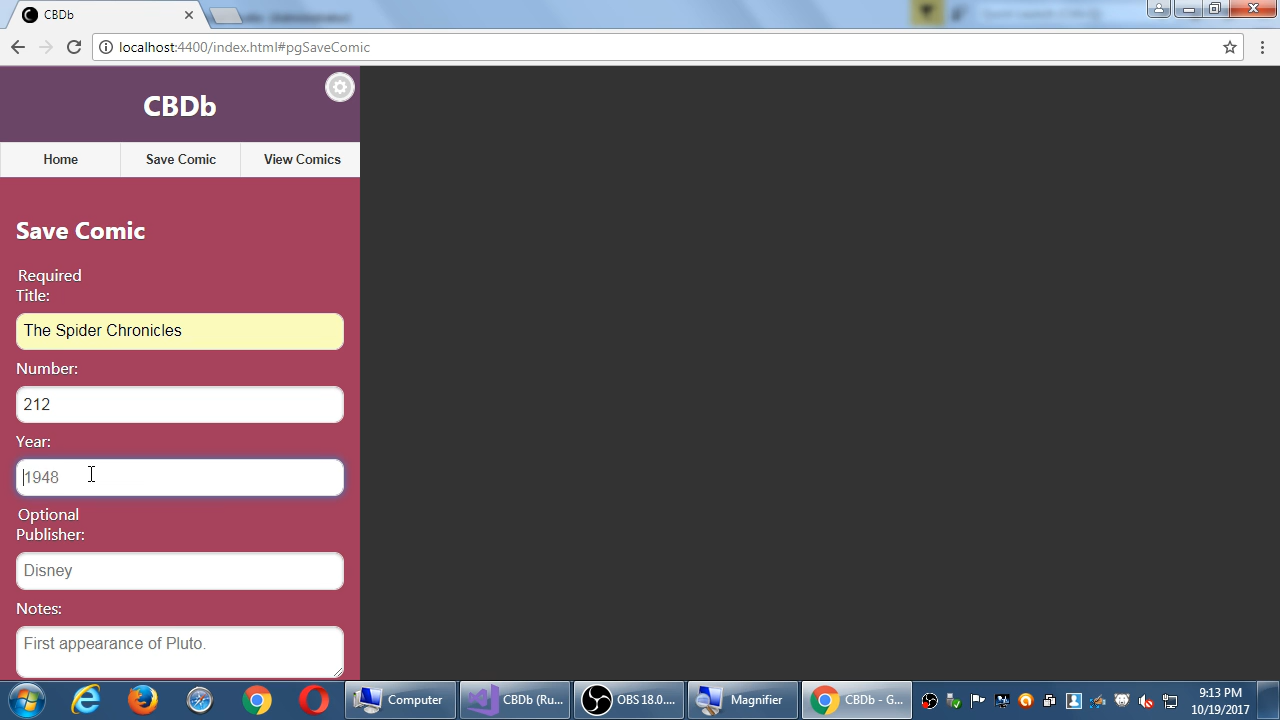 CBDb
localhost:4400/index.html#pgSaveComic
CBDb
Home
Save Comic
View Comics
Save Comic
Required
Title:
The Spider Chronicles
Number:
212
Year:
1948
Optional
Publisher:
Disney
Notes:
First appearance of Pluto.
Computer
CBDb (Ru...
OBS 18.0....
Magnifier
CBDb - G...
9:13 PM
10/19/2017